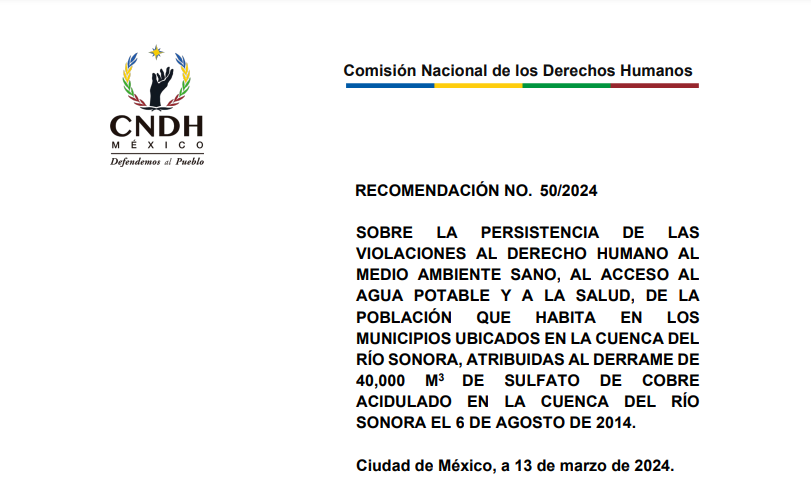 CNDH
MÉXICO
Defendemos al Pueblo
Comisión Nacional de los Derechos Humanos
RECOMENDACIÓN NO. 50/2024
SOBRE LA PERSISTENCIA DE LAS
VIOLACIONES AL DERECHO HUMANO AL
MEDIO AMBIENTE SANO, AL ACCESO AL
AGUA POTABLE Y A LA SALUD, DE LA
POBLACIÓN QUE HABITA EN LOS
MUNICIPIOS UBICADOS EN LA CUENCA DEL
RÍO SONORA, ATRIBUIDAS AL DERRAME DE
40,000 M³ DE SULFATO DE COBRE
ACIDULADO EN LA CUENCA DEL RÍO
SONORA EL 6 DE AGOSTO DE 2014.
Ciudad de México, a 13 de marzo de 2024.